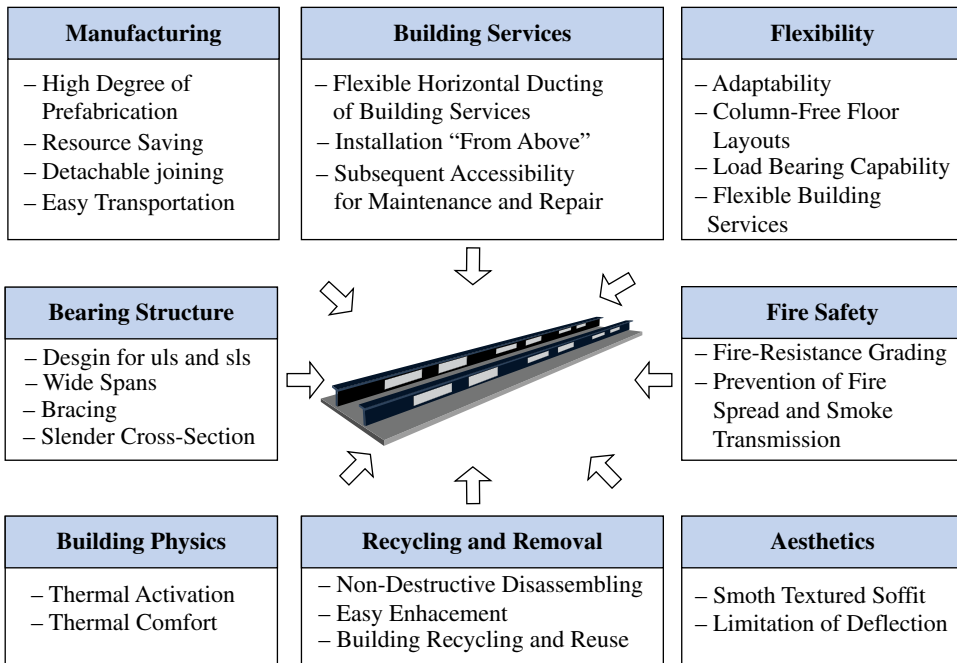 Manufacturing
– High Degree of
Prefabrication
– Resource Saving
– Detachable joining
– Easy Transportation
Building Services
– Flexible Horizontal Ducting
of Building Services
– Installation “From Above”
– Subsequent Accessibility
for Maintenance and Repair
Flexibility
– Adaptability
– Column-Free Floor
Layouts
– Load Bearing Capability
– Flexible Building
Services
Bearing Structure
– Desgin for uls and sls
– Wide Spans
– Bracing
– Slender Cross-Section
Fire Safety
– Fire-Resistance Grading
– Prevention of Fire
Spread and Smoke
Transmission
Building Physics
– Thermal Activation
– Thermal Comfort
Recycling and Removal
– Non-Destructive Disassembling
– Easy Enhacement
– Building Recycling and Reuse
Aesthetics
– Smoth Textured Soffit
– Limitation of Deflection